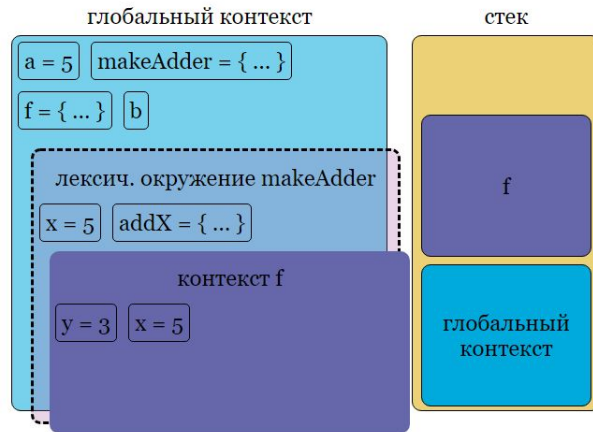 глобальный контекст
стек
a = 5
makeAdder = { ... }
f = { ... }
b
лексич. окружение makeAdder
x = 5
addX = { ... }
контекст f
y = 3
x = 5
f
глобальный
контекст